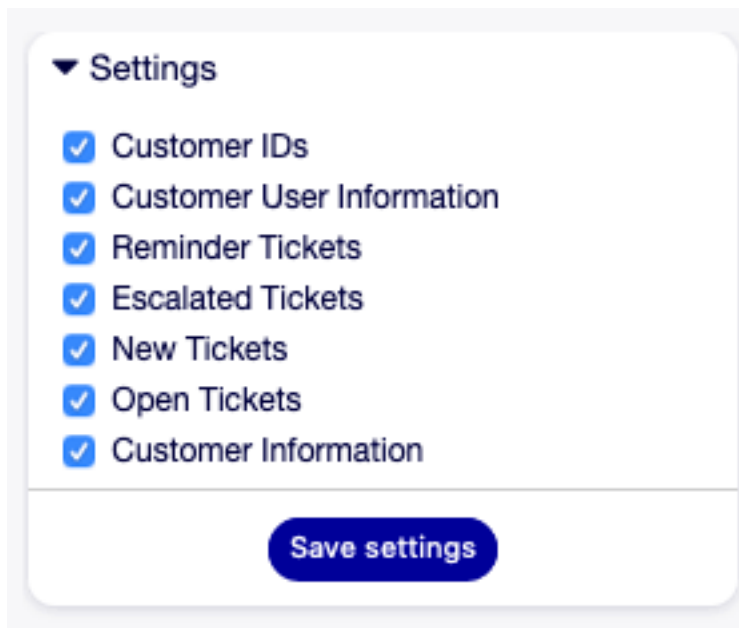 Settings
Customer IDs
Customer User Information
Reminder Tickets
Escalated Tickets
New Tickets
Open Tickets
Customer Information
Save settings